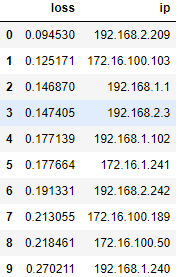 loss ip
0 0.094530 192.168.2.209
1 0.125171 172.16.100.103
2 0.146870 192.168.1.1
3 0.147405 192.168.2.3
4 0.177139 192.168.1.102
5 0.177664 172.16.1.241
6 0.191331 192.168.2.242
7 0.213055 172.16.100.189
8 0.218461 172.16.100.50
9 0.270211 192.168.1.240